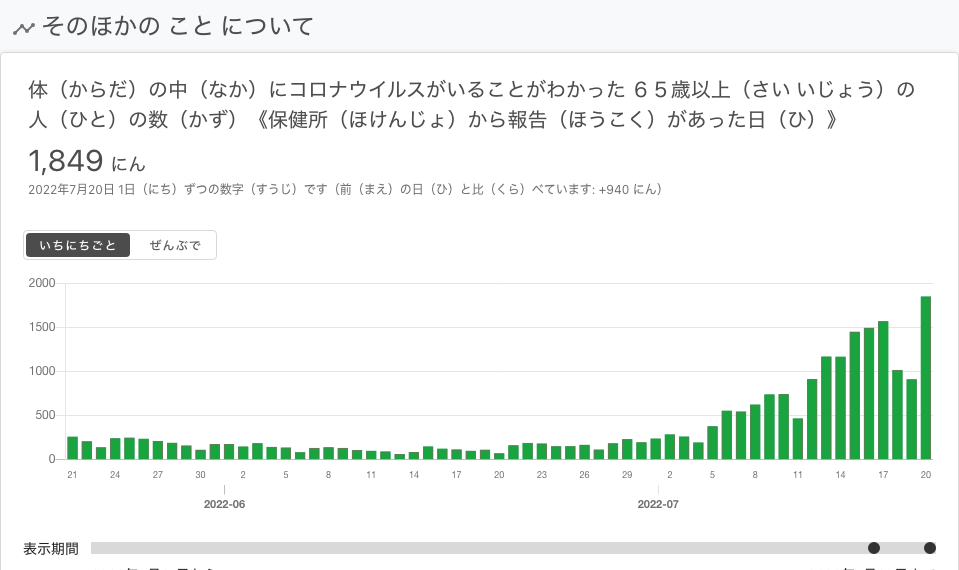 そのほかの こと について
体（からだ）の中（なか）にコロナウイルスがいることがわかった ６５歳以上（さい いじょう）の
人（ひと）の数（かず）《保健所（ほけんじょ）から報告（ほうこく）があった日（ひ）》
1,849 にん
2022年7月20日 1日（にち）ずつの数字（すうじ）です（前（まえ）の日（ひ）と比（くら）べています: +940 にん）
いちにちごと ぜんぶで
2000
1500
1000
500
0
21 24 27 30 2 5 8 11 14 17 20 23 26 29 2 5 8 11 14 17 20
2022-06 2022-07
表示期間